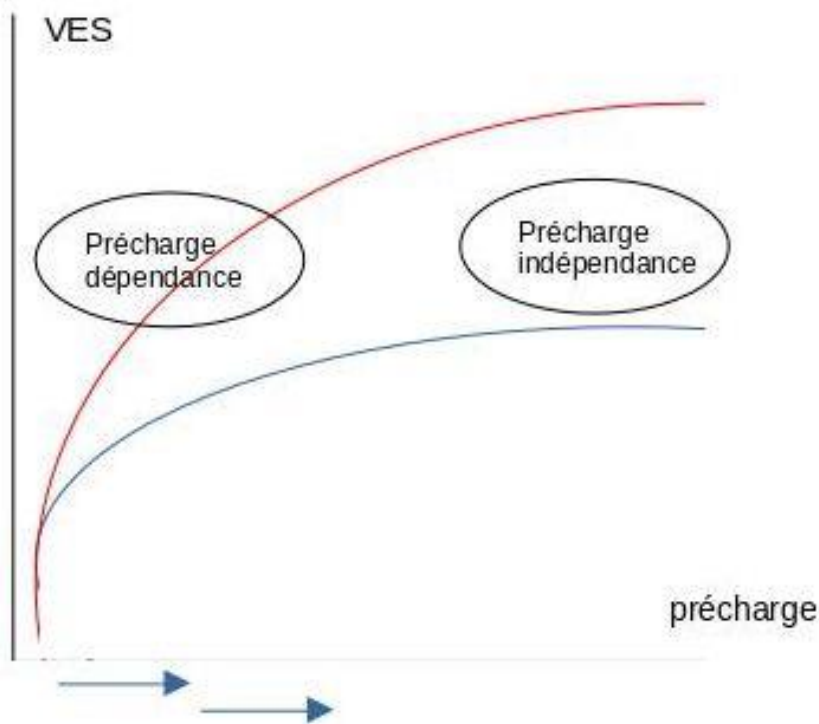 VES
Précharge
dépendance
Précharge
indépendance
précharge